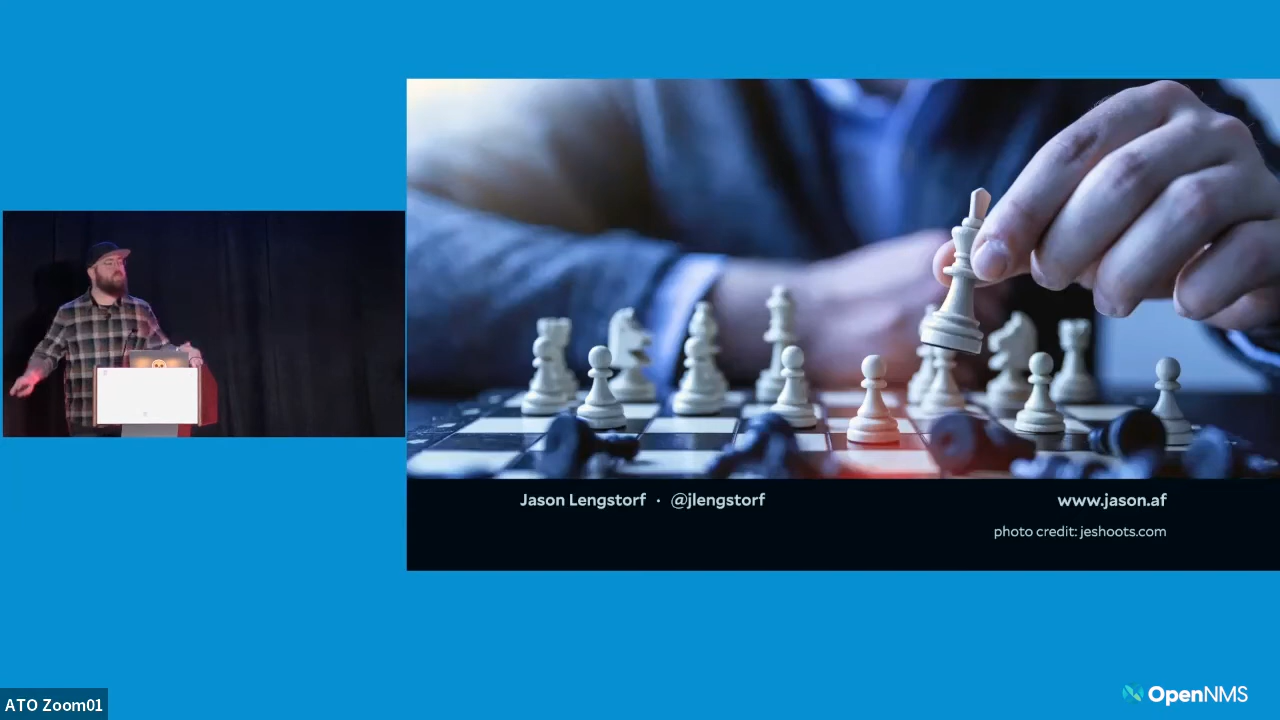 Jason Lengstorf · @jlengstorf
www.jason.af
photo credit: jeshoots.com
ATO Zoom01
OpenNMS